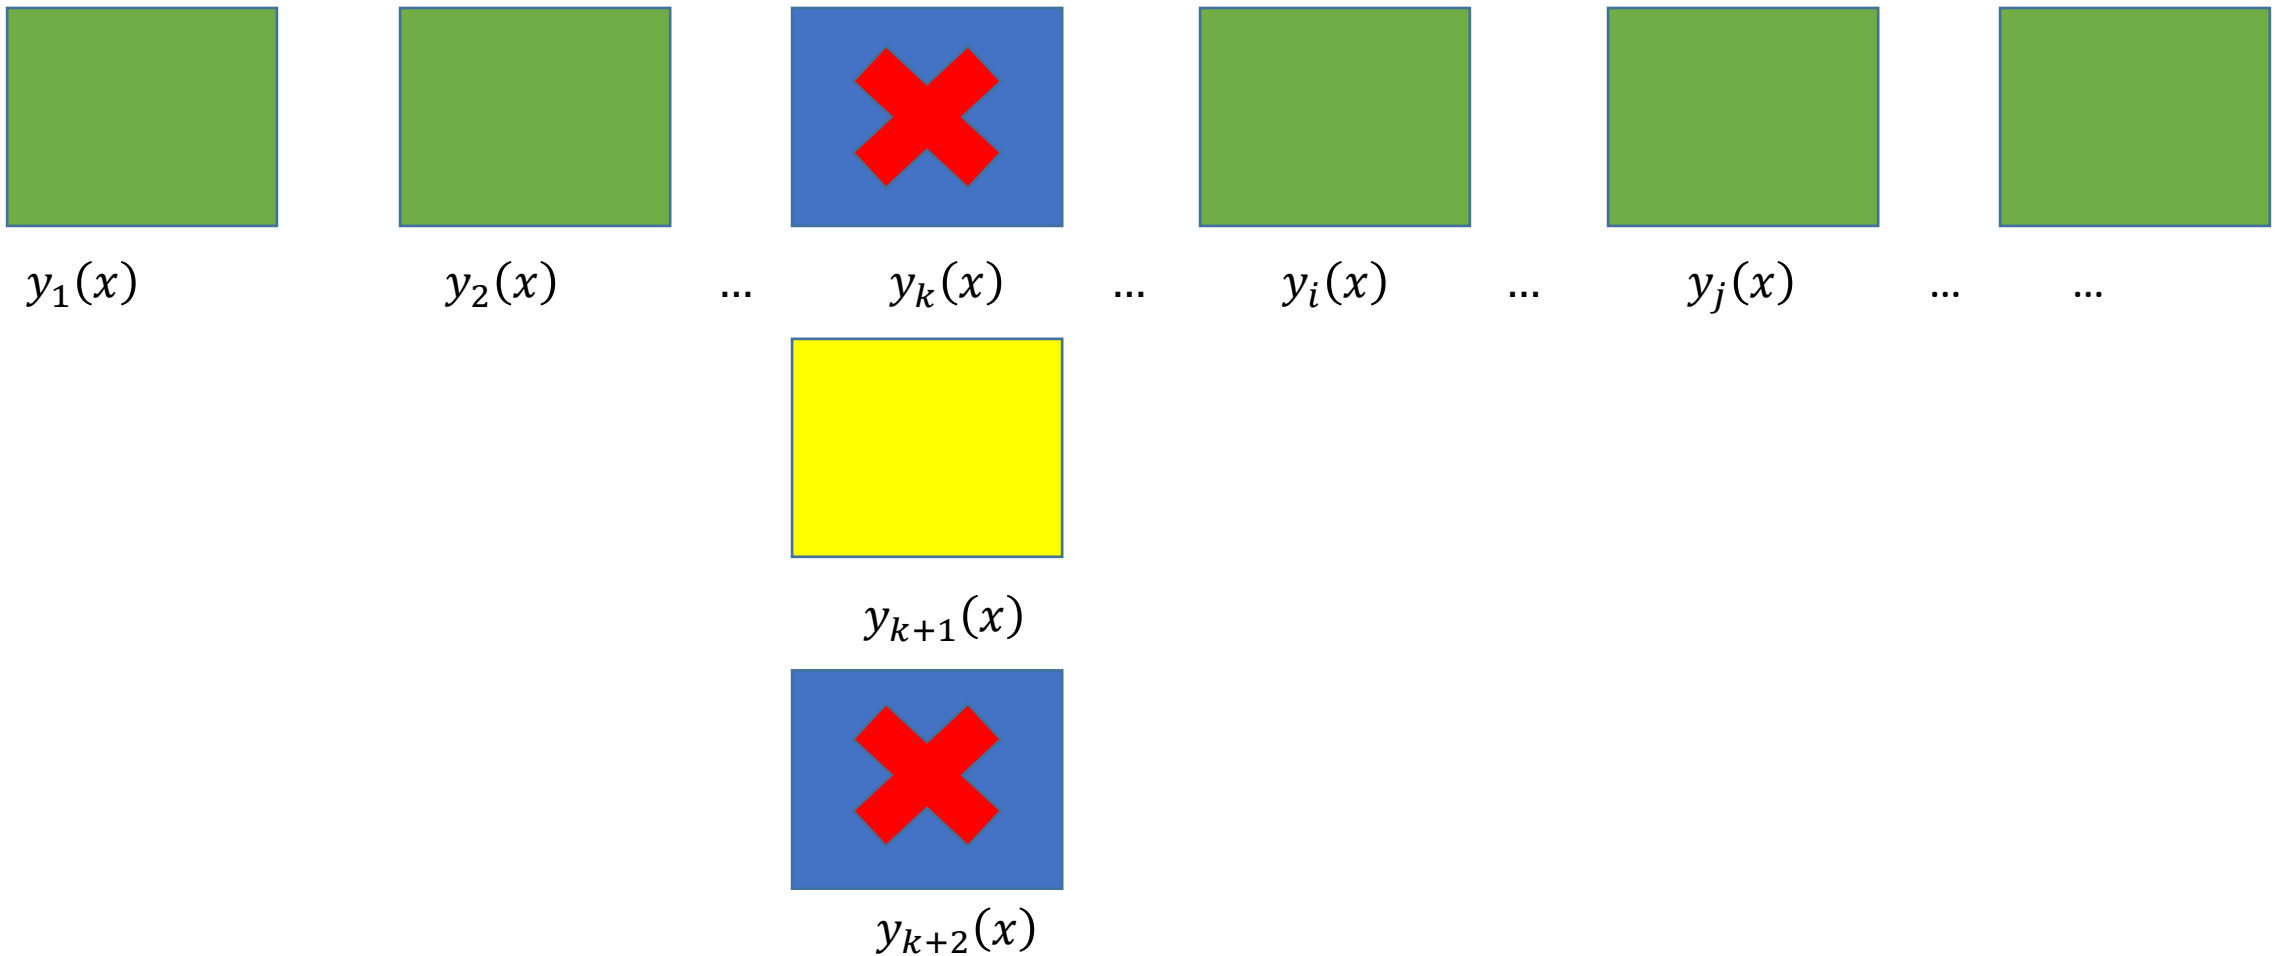 y₁(x) y₂(x) ... yₖ(x) ... yᵢ(x) ... yⱼ(x) ... ...
yₖ₊₁(x)
yₖ₊₂(x)